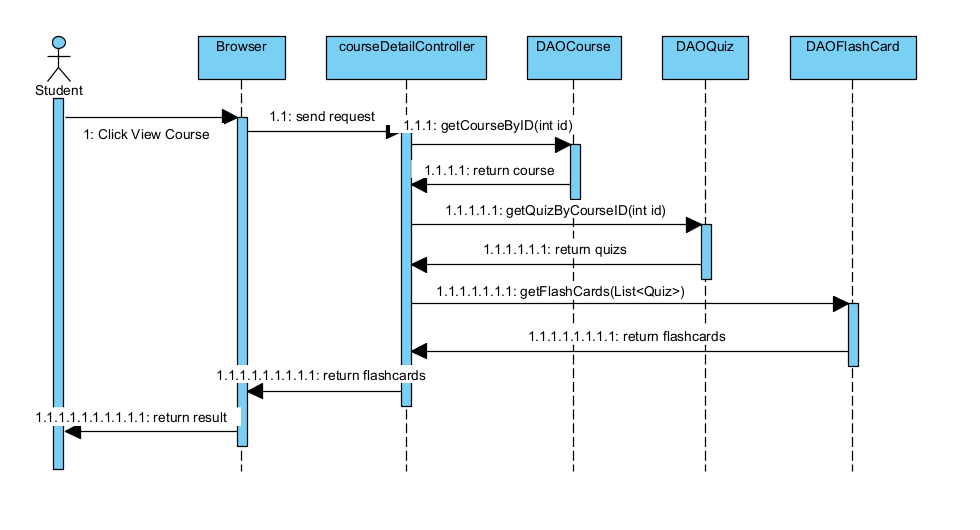 Browser
courseDetailController
DAOCourse
DAOQuiz
DAOFlashCard
Student
1: Click View Course
1.1: send request
1.1.1: getCourseByID(int id)
1.1.1.1: return course
1.1.1.1.1: getQuizByCourseID(int id)
1.1.1.1.1.1: return quizs
1.1.1.1.1.1.1: getFlashCards(List<Quiz>)
1.1.1.1.1.1.1.1: return flashcards
1.1.1.1.1.1.1.1.1: return flashcards
1.1.1.1.1.1.1.1.1.1: return result